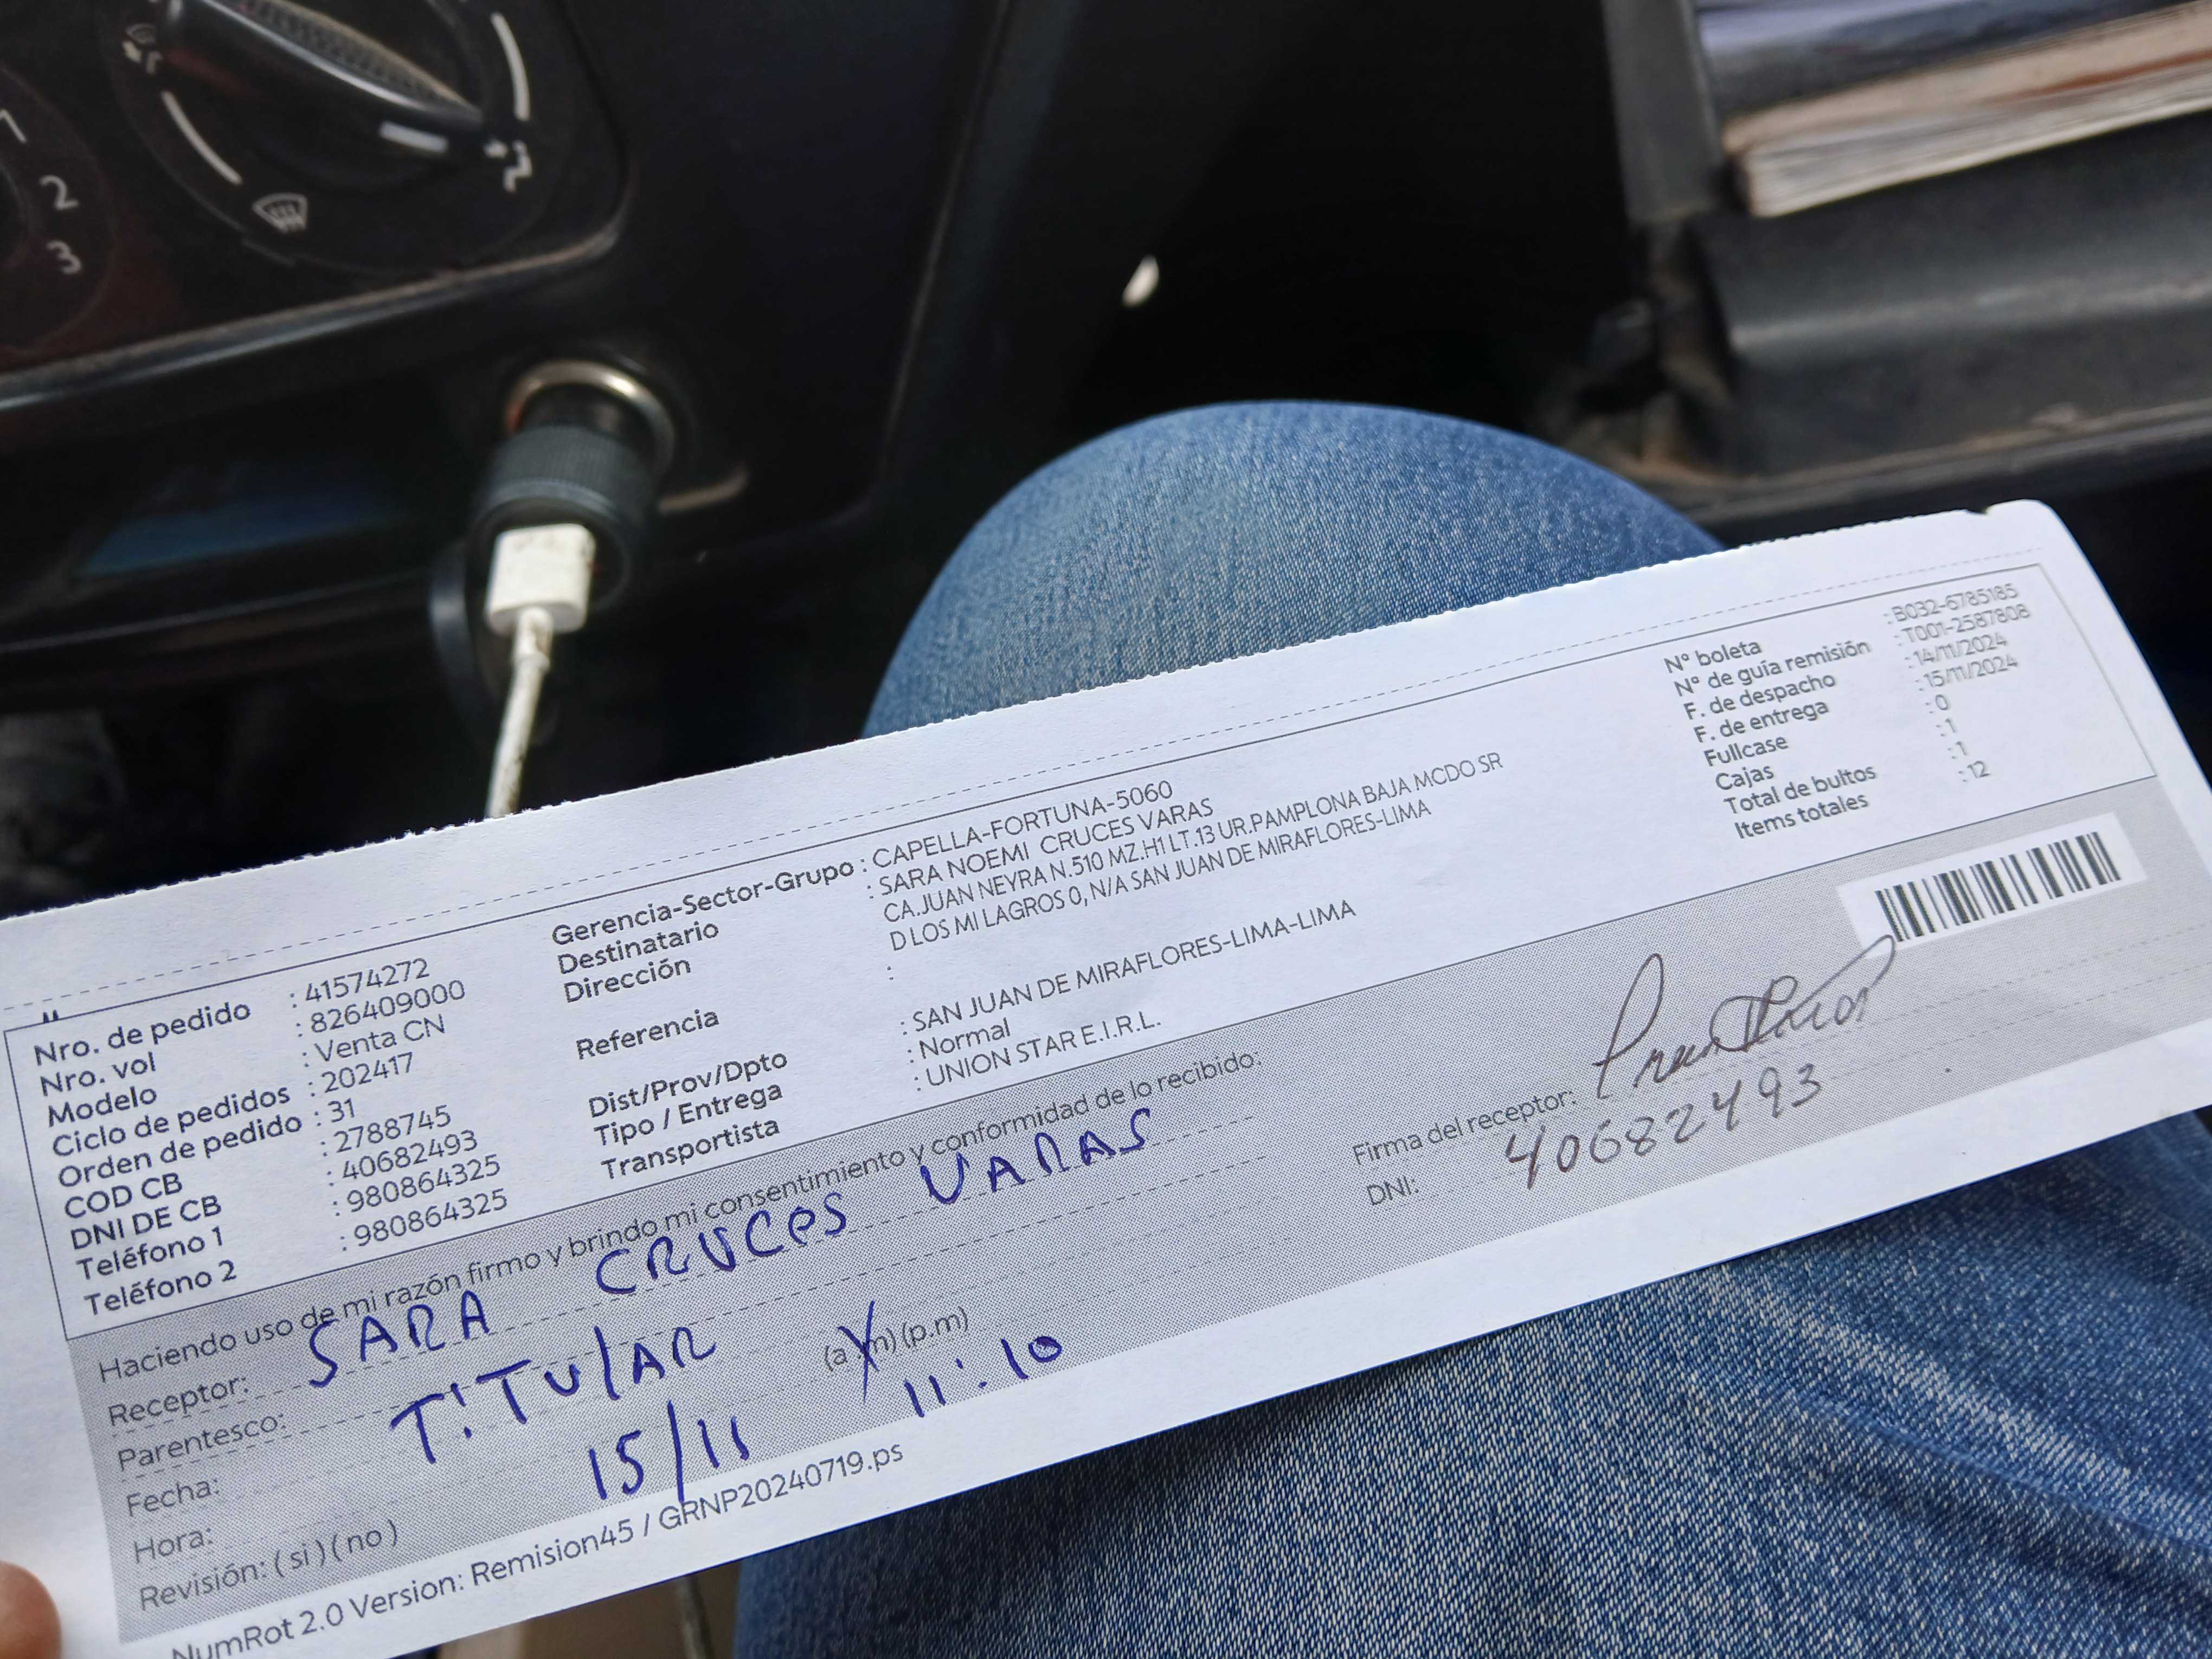 1
2
3
Nro. de pedido : 41574272
Nro. vol : 826409000
Modelo : Venta CN
Ciclo de pedidos : 202417
Orden de pedido : 31
COD CB : 2788745
DNI DE CB : 40682493
Teléfono 1 : 980864325
Teléfono 2 : 980864325
Gerencia-Sector-Grupo : CAPELLA-FORTUNA-5060
Destinatario : SARA NOEMI CRUCES VARAS
Dirección CA.JUAN NEYRA N.510 MZ.H1 LT.13 UR.PAMPLONA BAJA MCDO SR
D LOS MI LAGROS 0, N/A SAN JUAN DE MIRAFLORES-LIMA
Referencia :
Dist/Prov/Dpto : SAN JUAN DE MIRAFLORES-LIMA-LIMA
Tipo / Entrega : Normal
Transportista : UNION STAR E.I.R.L.
N° boleta : B032-6785185
N° de guía remisión : T001-2587808
F. de despacho : 14/11/2024
F. de entrega : 15/11/2024
Fullcase : 0
Cajas : 1
Total de bultos : 1
Items totales : 12
Haciendo uso de mi razón firmo y brindo mi consentimiento y conformidad de lo recibido:
Receptor: SARA CRUCES VARAS
Parentesco: TITULAR
Fecha: 15/11
Hora: (a.m) (p.m) 11:10
Revisión: ( si ) ( no )
Firma del receptor:
DNI: 40682493
NumRot 2.0 Version: Remision45 / GRNP20240719.ps